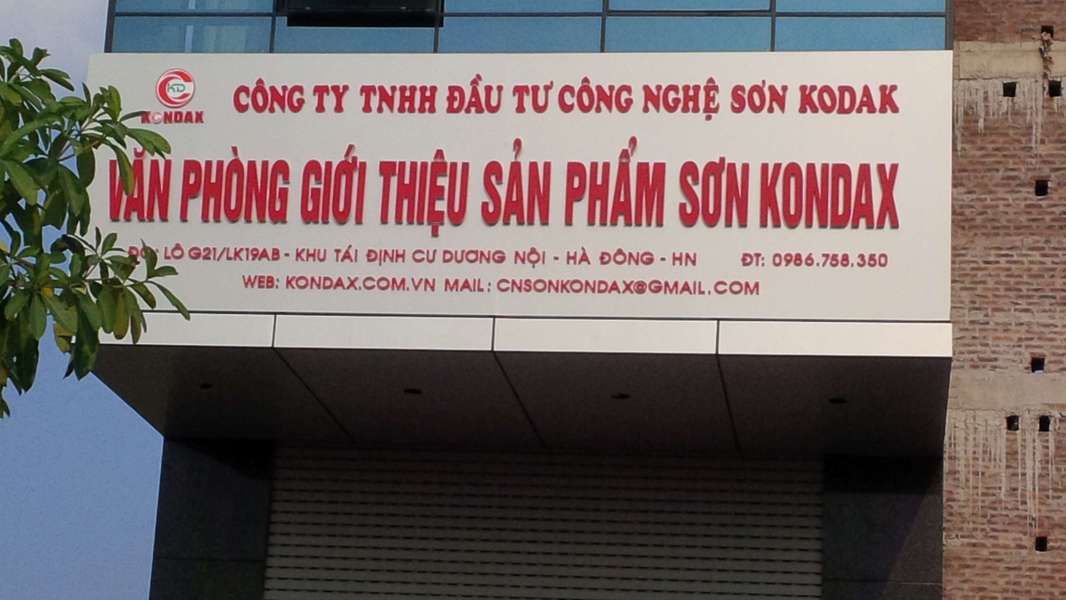 KD
KONDAX
CÔNG TY TNHH ĐẦU TƯ CÔNG NGHỆ SƠN KODAK
VĂN PHÒNG GIỚI THIỆU SẢN PHẨM SƠN KONDAX
LÔ G21/LK19AB - KHU TÁI ĐỊNH CƯ DƯƠNG NỘI - HÀ ĐÔNG - HN ĐT: 0986.758.350
WEB: KONDAX.COM.VN MAIL: CNSONKONDAX@GMAIL.COM